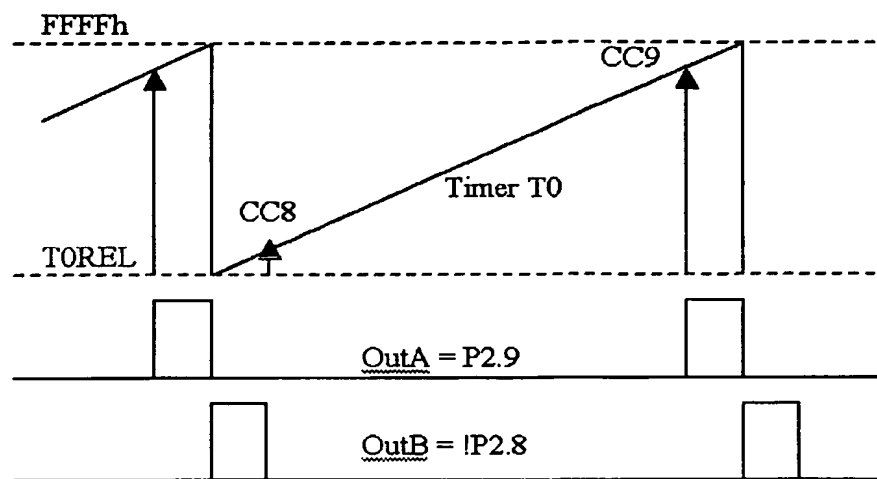 FFFFh
CC9
Timer T0
CC8
T0REL
OutA = P2.9
OutB = !P2.8